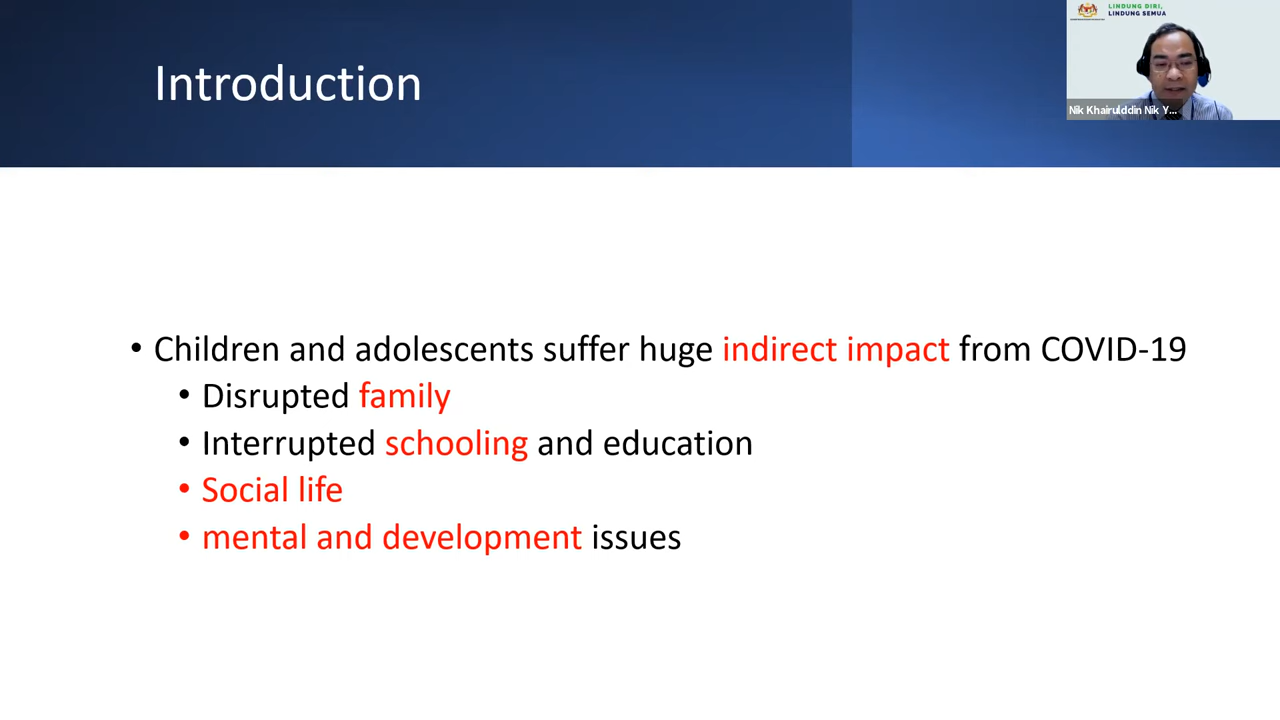 LINDUNG DIRI,
LINDUNG SEMUA
Introduction
Nik Khairulddin Nik Y...
• Children and adolescents suffer huge indirect impact from COVID-19
• Disrupted family
• Interrupted schooling and education
• Social life
• mental and development issues